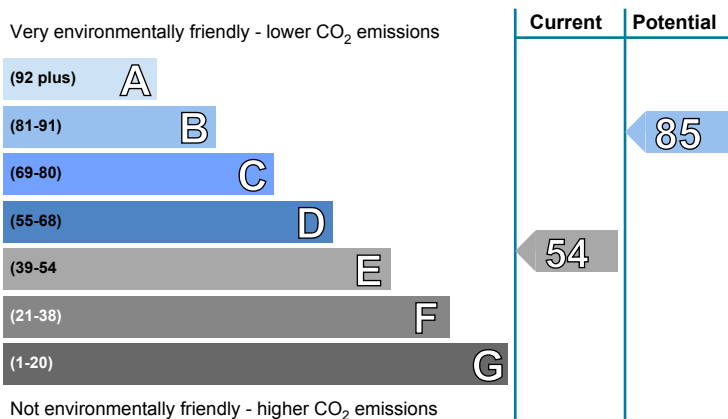 Very environmentally friendly - lower CO2 emissions
Current
Potential
(92 plus) A
(81-91) B
85
(69-80) C
(55-68) D
(39-54 E
54
(21-38) F
(1-20) G
Not environmentally friendly - higher CO2 emissions